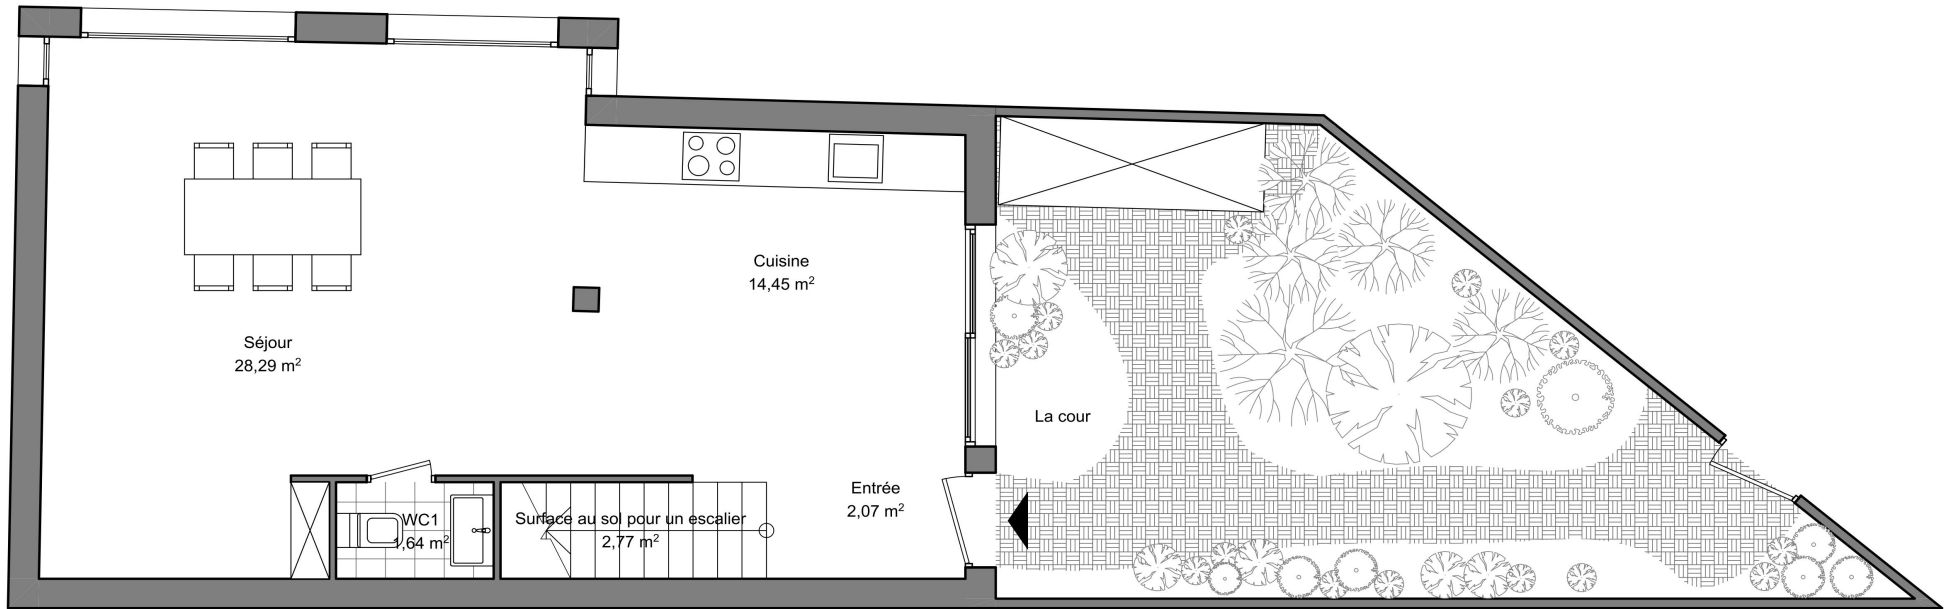 Cuisine
14,45 m²
Séjour
28,29 m²
La cour
Entrée
2,07 m²
WC1
1,64 m²
Surface au sol pour un escalier
2,77 m²